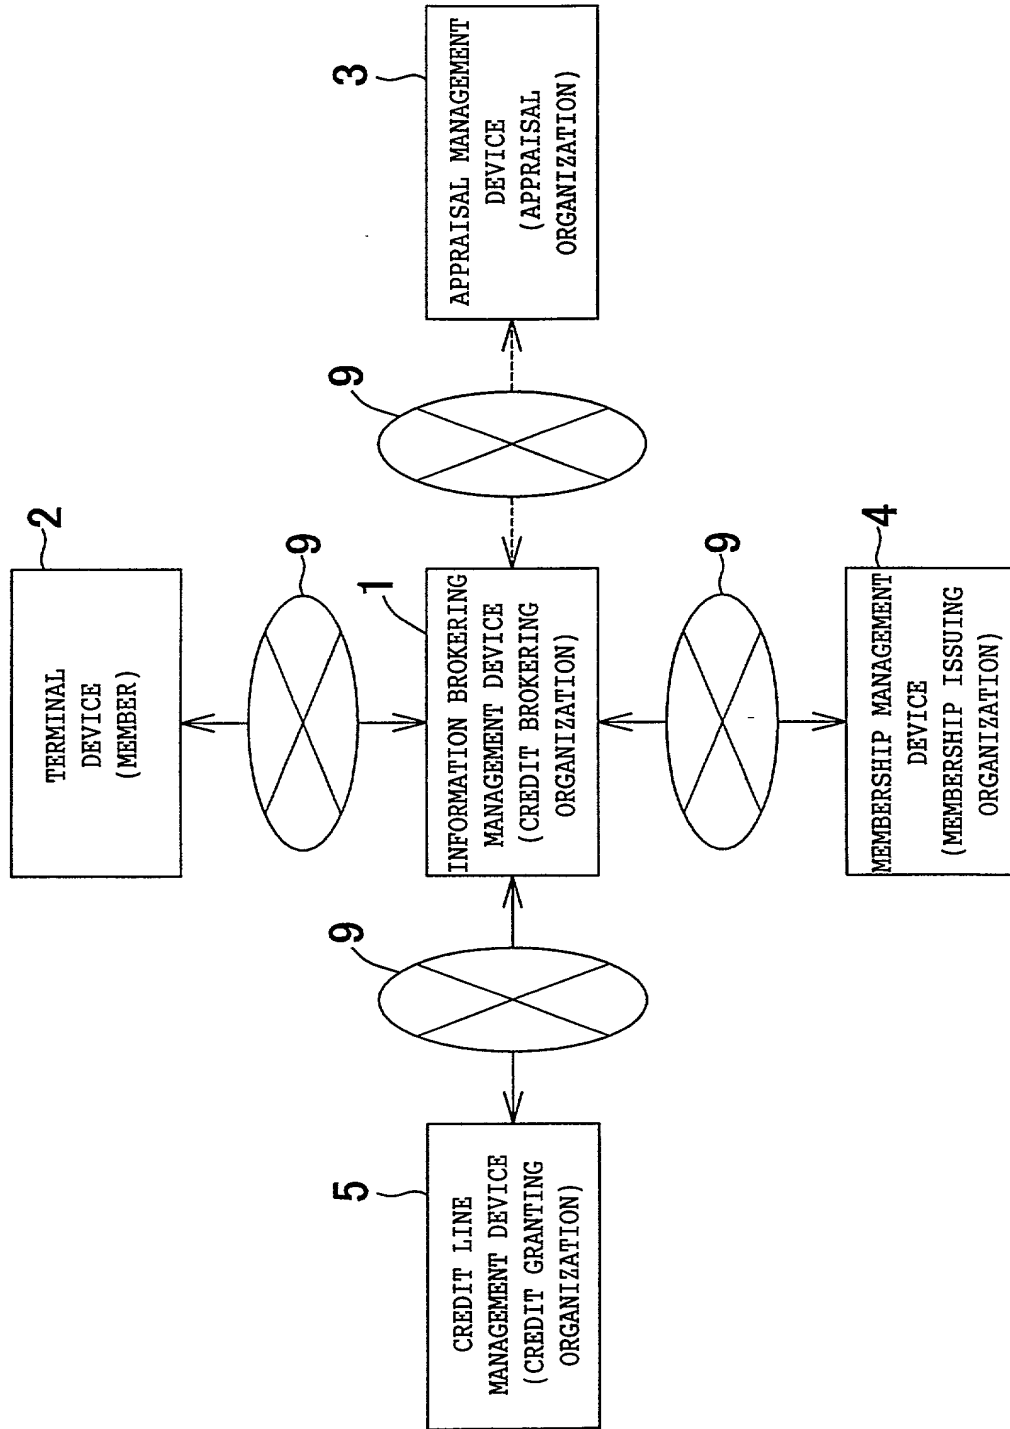 2
TERMINAL
DEVICE
(MEMBER)
9
5
CREDIT LINE
MANAGEMENT DEVICE
(CREDIT GRANTING
ORGANIZATION)
9
1
INFORMATION BROKERING
MANAGEMENT DEVICE
(CREDIT BROKERING
ORGANIZATION)
9
3
APPRAISAL MANAGEMENT
DEVICE
(APPRAISAL
ORGANIZATION)
9
4
MEMBERSHIP MANAGEMENT
DEVICE
(MEMBERSHIP ISSUING
ORGANIZATION)